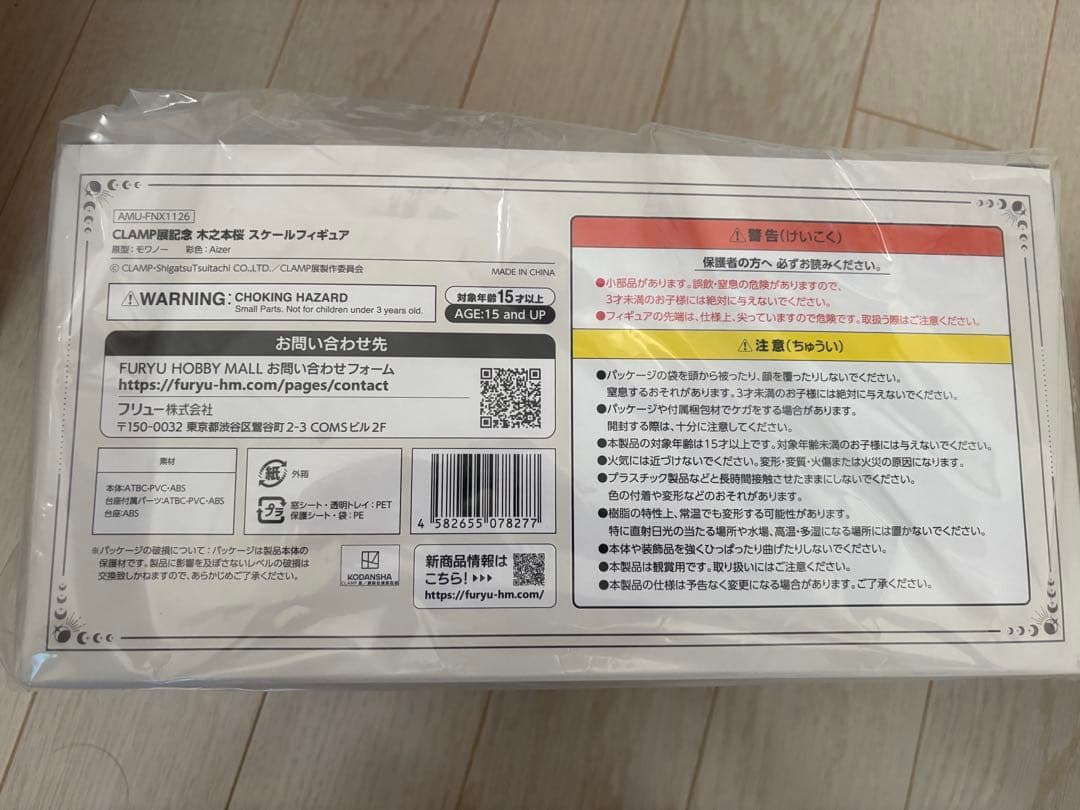 AMU-FNX1126
CLAMP展記念 木之本桜 スケールフィギュア
原型：モワノー 彩色：Aizer
© CLAMP・ShigatsuTsuitachi CO.,LTD.／CLAMP展製作委員会
MADE IN CHINA
⚠WARNING: CHOKING HAZARD
Small Parts. Not for children under 3 years old.
対象年齢15才以上
AGE:15 and UP
お問い合わせ先
FURYU HOBBY MALL お問い合わせフォーム
https://furyu-hm.com/pages/contact
フリュー株式会社
〒150-0032 東京都渋谷区鶯谷町 2-3 COMSビル 2F
素材
本体:ATBC-PVC・ABS
台座付属パーツ:ATBC-PVC・ABS
台座:ABS
紙 外箱
プラ 窓シート・透明トレイ：PET
保護シート・袋：PE
4 582655 078277
※パッケージの破損について：パッケージは製品本体の
保護材です。製品に影響を及ぼさないレベルの破損は
交換致しかねますので、あらかじめご了承ください。
KODANSHA
新商品情報は
こちら！▶▶▶
https://furyu-hm.com/
⚠警告(けいこく)
保護者の方へ 必ずお読みください。
●小部品があります。誤飲・窒息の危険がありますので、
3才未満のお子様には絶対に与えないでください。
●フィギュアの先端は、仕様上、尖っていますので危険です。取扱う際はご注意ください。
⚠注意(ちゅうい)
●パッケージの袋を頭から被ったり、顔を覆ったりしないでください。
窒息するおそれがあります。3才未満のお子様には絶対に与えないでください。
●パッケージや付属梱包材でケガをする場合があります。
開封する際は、十分に注意してください。
●本製品の対象年齢は15才以上です。対象年齢未満のお子様には与えないでください。
●火気には近づけないでください。変形・変質・火傷または火災の原因になります。
●プラスチック製品などと長時間接触させたままにしないでください。
色の付着や変形などのおそれがあります。
●樹脂の特性上、常温でも変形する可能性があります。
特に直射日光の当たる場所や水場、高温・多湿になる場所には置かないでください。
●本体や装飾品を強くひっぱったり曲げたりしないでください。
●本製品は観賞用です。取り扱いにはご注意ください。
●本製品の仕様は予告なく変更になる場合があります。ご了承ください。